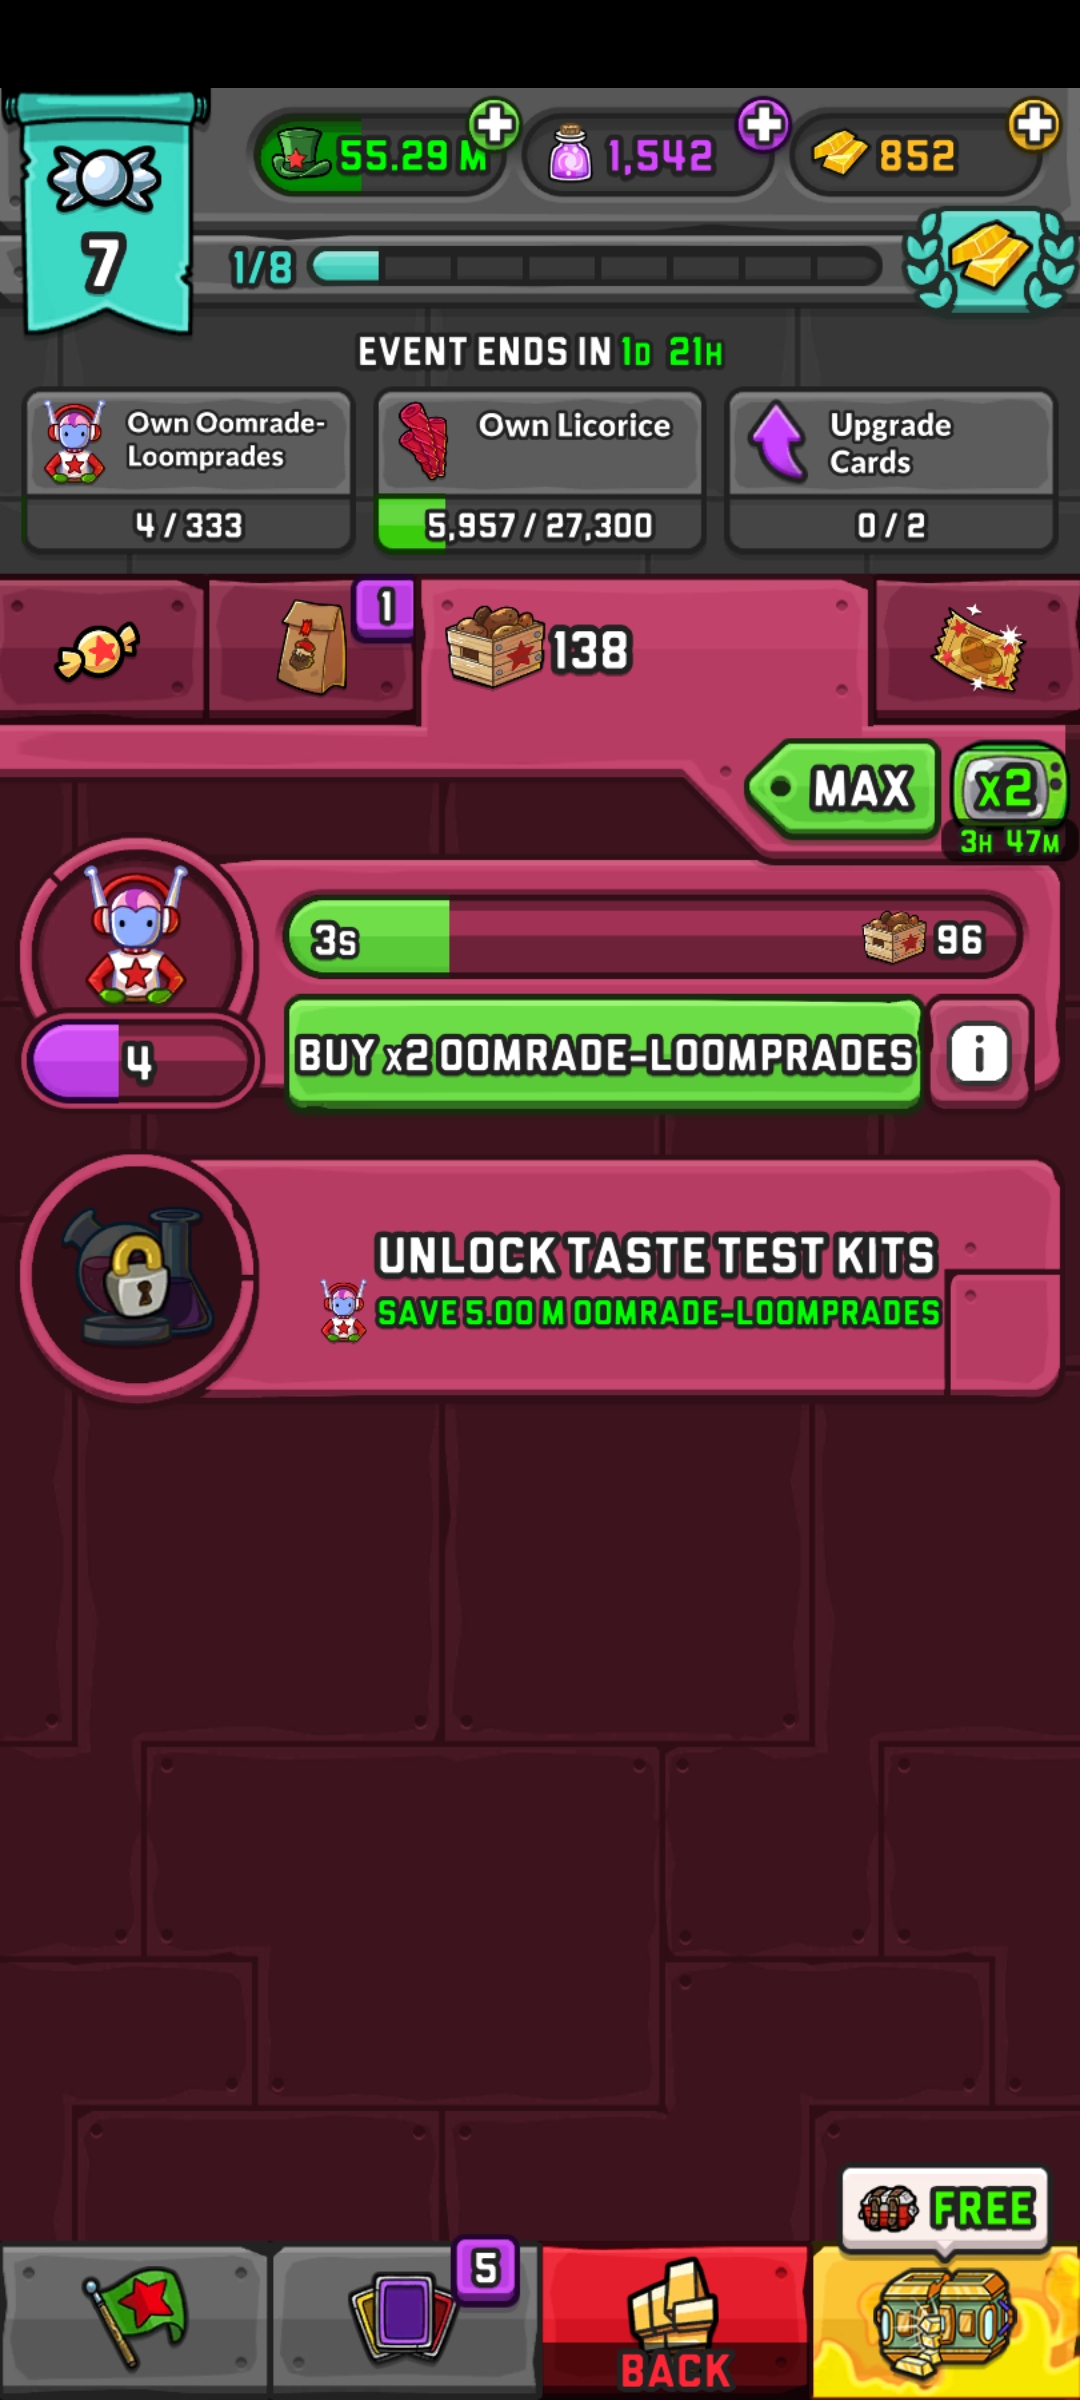 55.29 M
1,542
852
7
1/8
EVENT ENDS IN 1D 21H
Own Oomrade-
Loomprades
4 / 333
Own Licorice
5,957 / 27,300
Upgrade
Cards
0 / 2
1
138
MAX
x2
3H 47M
3s
96
4
BUY x2 OOMRADE-LOOMPRADES
i
UNLOCK TASTE TEST KITS
SAVE 5.00 M OOMRADE-LOOMPRADES
FREE
5
BACK